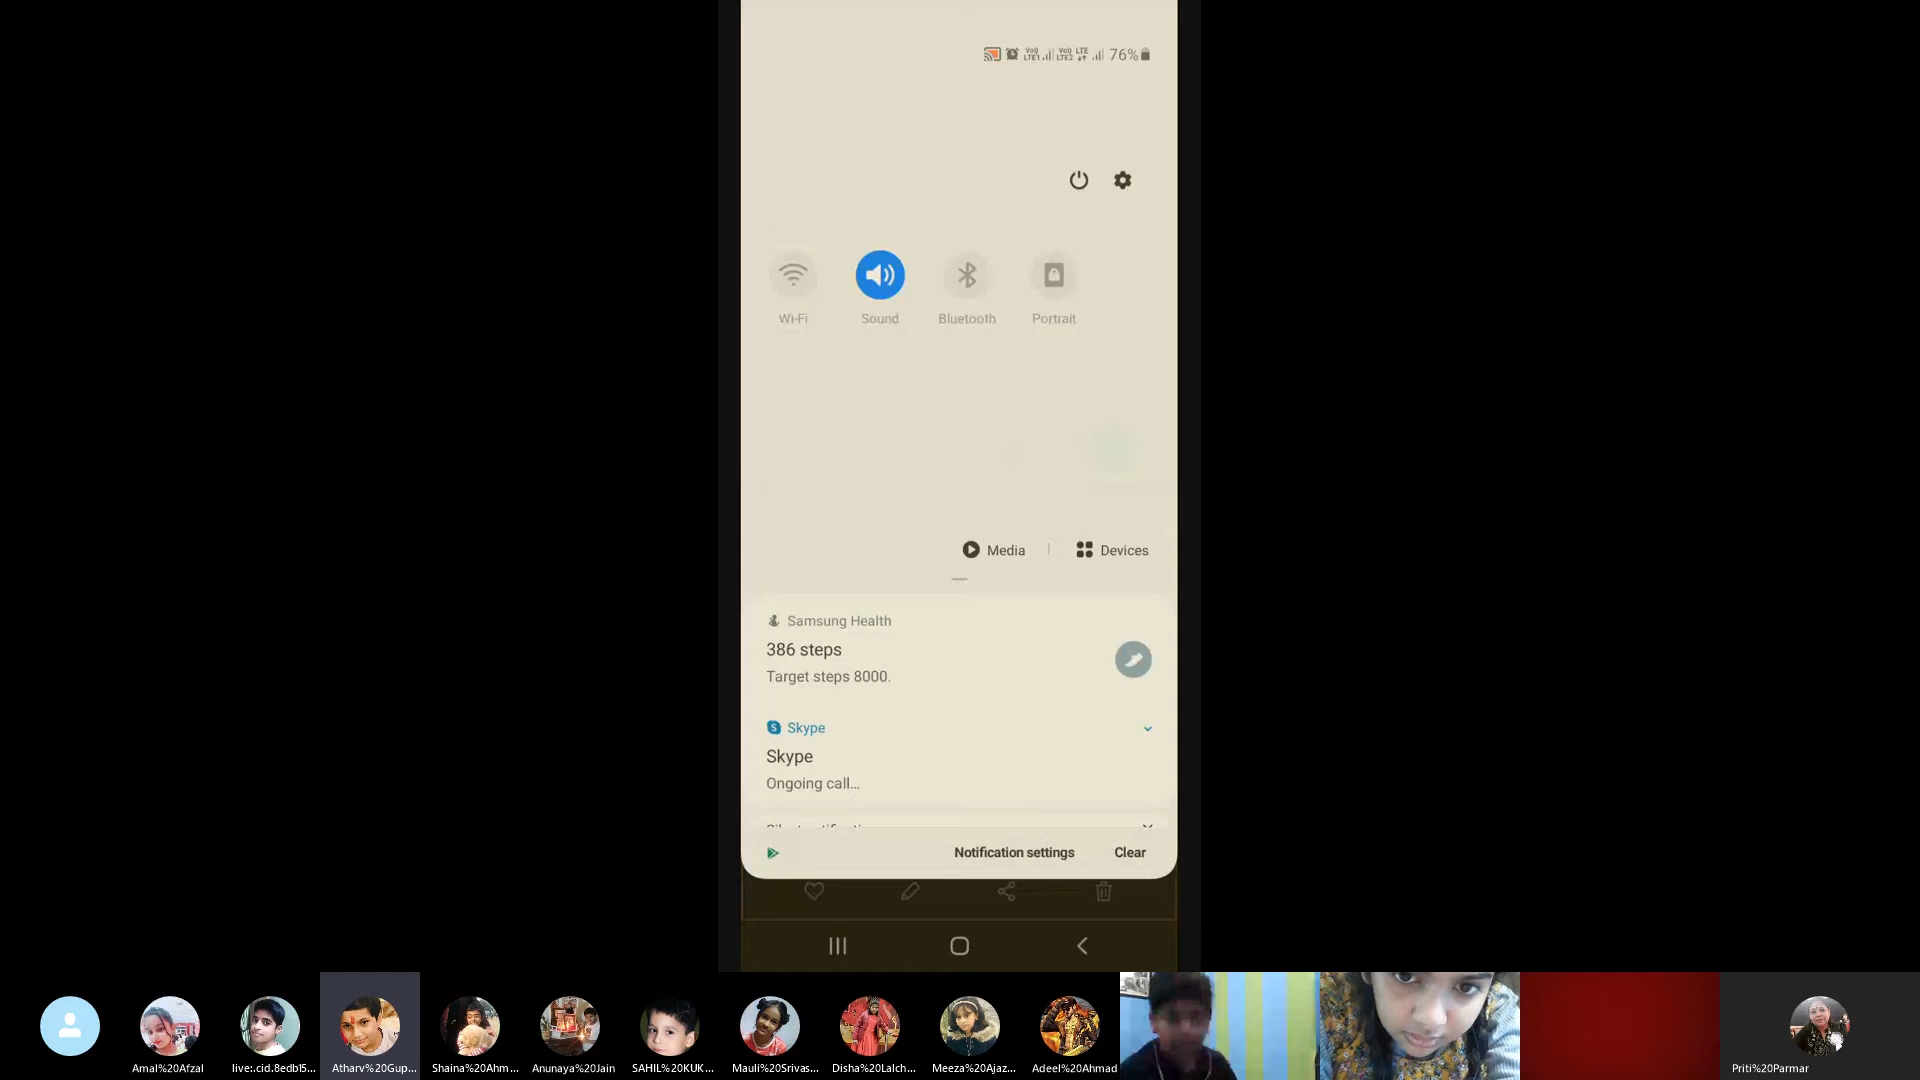 76%
Wi-Fi
Sound
Bluetooth
Portrait
Media
Devices
Samsung Health
386 steps
Target steps 8000.
Skype
Skype
Ongoing call...
Notification settings
Clear
Amal%20Afzal
live:.cid.8edb15...
Atharv%20Gup...
Shaina%20Ahm...
Anunaya%20Jain
SAHIL%20KUK...
Mauli%20Srivas...
Disha%20Lalch...
Meeza%20Ajaz...
Adeel%20Ahmad
Priti%20Parmar